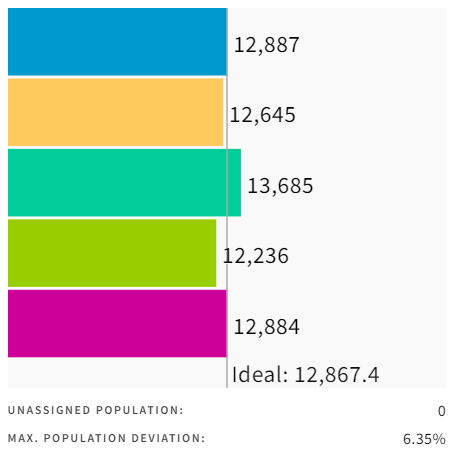 12,887
12,645
13,685
12,236
12,884
Ideal: 12,867.4
UNASSIGNED POPULATION: 0
MAX. POPULATION DEVIATION: 6.35%